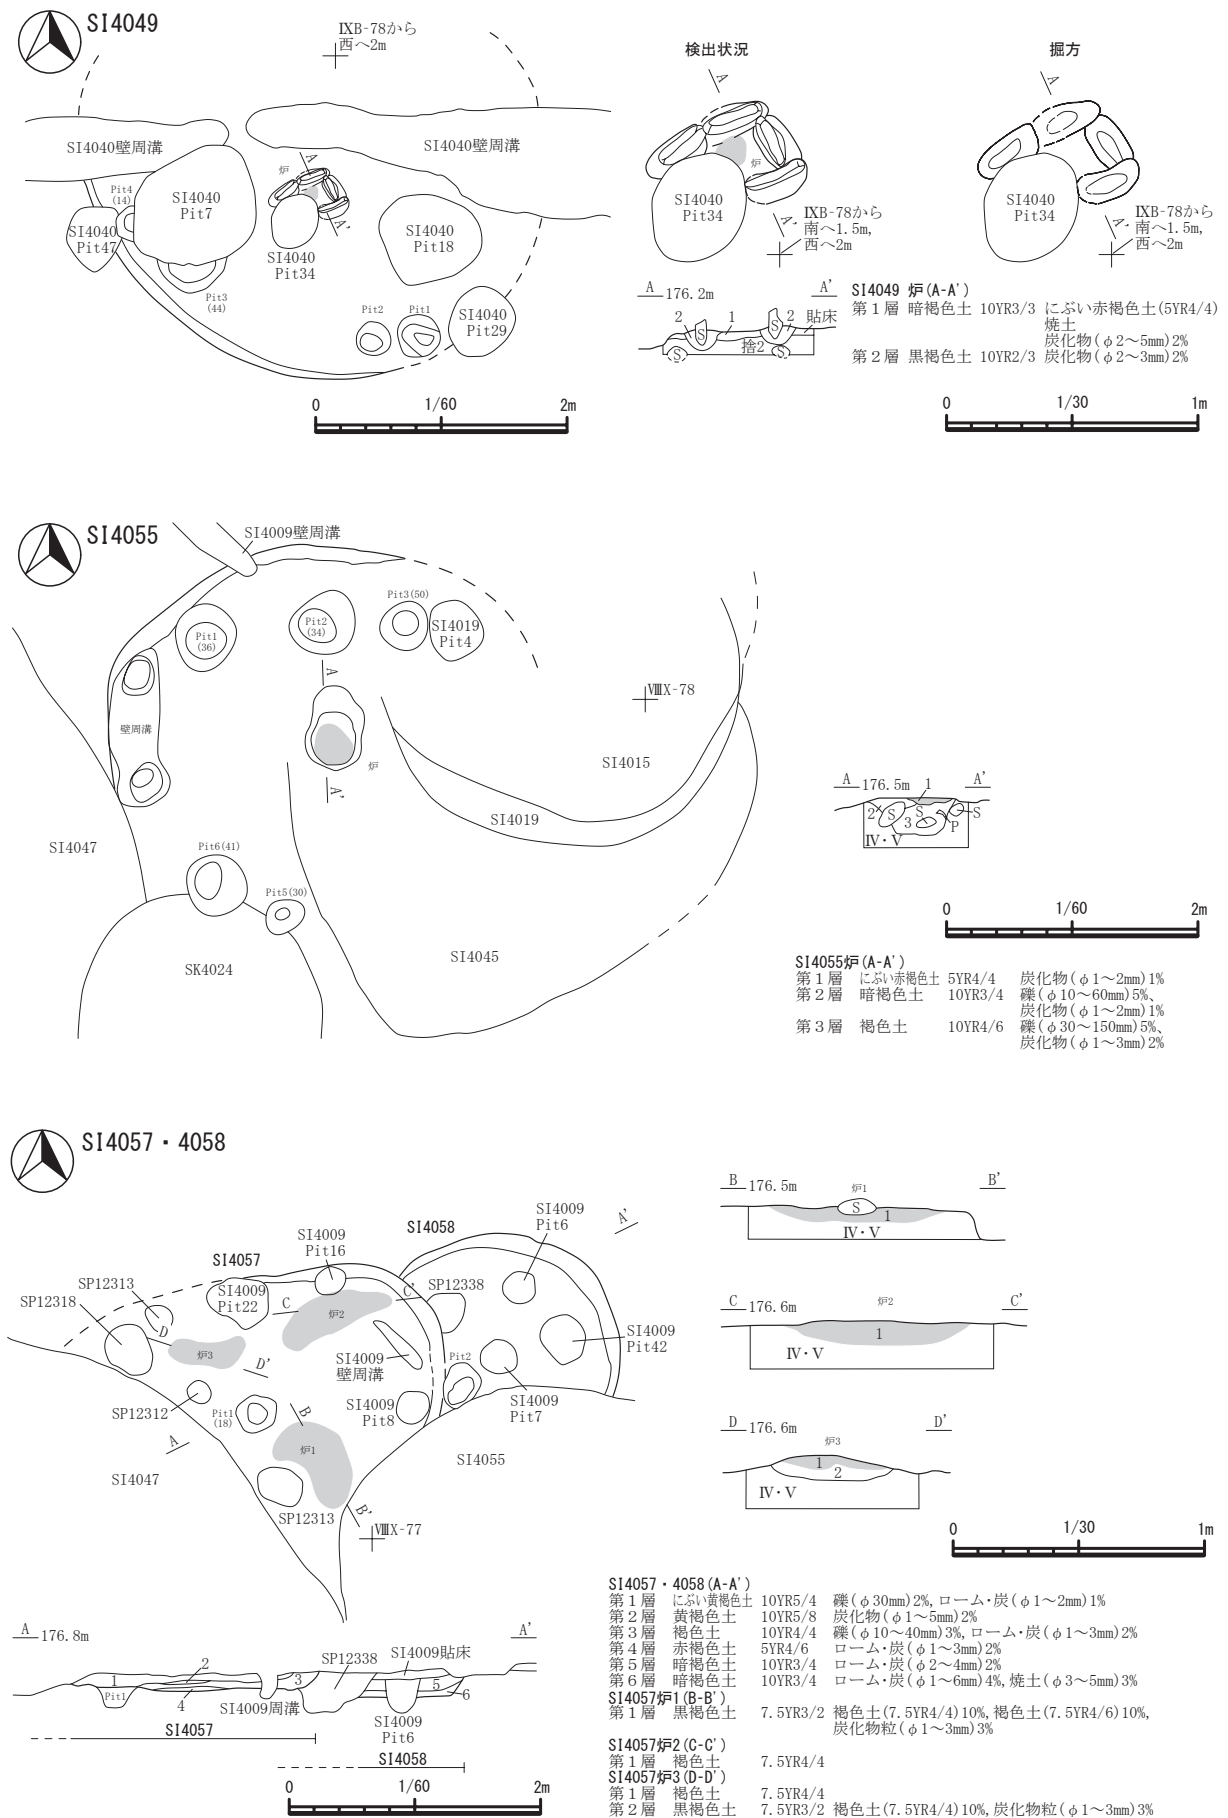 SI4049
IXB-78から
西へ2m
SI4040壁周溝
SI4040壁周溝
Pit4
(14)
SI4040
Pit7
炉
A
A'
SI4040
Pit47
SI4040
Pit34
SI4040
Pit18
Pit3
(44)
Pit2
Pit1
SI4040
Pit29
0
1/60
2m
検出状況
A
炉
SI4040
Pit34
A'
IXB-78から
南へ1.5m,
西へ2m
掘方
A
SI4040
Pit34
A'
IXB-78から
南へ1.5m,
西へ2m
A 176.2m A'
2 1 2 貼床
S S
捨2
S S
SI4049 炉(A-A')
第1層 暗褐色土 10YR3/3 にぶい赤褐色土(5YR4/4)
焼土
炭化物(φ2～5mm)2%
第2層 黒褐色土 10YR2/3 炭化物(φ2～3mm)2%
0 1/30 1m
SI4055
SI4009壁周溝
Pit1
(36)
Pit2
(34)
Pit3(50)
SI4019
Pit4
A
壁周溝
炉
A'
ⅧX-78
SI4015
SI4019
SI4047
Pit6(41)
Pit5(30)
SK4024
SI4045
A 176.5m 1 A'
2 S S S
3 P
IV・V
0 1/60 2m
SI4055炉(A-A')
第1層 にぶい赤褐色土 5YR4/4 炭化物(φ1～2mm)1%
第2層 暗褐色土 10YR3/4 礫(φ10～60mm)5%、
炭化物(φ1～2mm)1%
第3層 褐色土 10YR4/6 礫(φ30～150mm)5%、
炭化物(φ1～3mm)2%
SI4057・4058
SI4009
Pit6
A'
SI4058
SI4009
Pit16
SI4057
SP12313
SP12318
SI4009
Pit22
C
C'
SP12338
炉2
D
炉3
D'
SI4009
壁周溝
SI4009
Pit42
Pit2
SP12312
Pit1
(18)
B
SI4009
Pit8
SI4009
Pit7
A
炉1
SI4047
SI4055
SP12313
B'
ⅧX-77
B 176.5m 炉1 B'
S
1
IV・V
C 176.6m 炉2 C'
1
IV・V
D 176.6m 炉3 D'
1
2
IV・V
0 1/30 1m
A 176.8m A'
SP12338
SI4009貼床
1 2 3
Pit1 4 5
6
SI4009周溝
SI4009
Pit6
SI4057
SI4058
0 1/60 2m
SI4057・4058(A-A')
第1層 にぶい黄褐色土 10YR5/4 礫(φ30mm)2%, ローム・炭(φ1～2mm)1%
第2層 黄褐色土 10YR5/8 炭化物(φ1～5mm)2%
第3層 褐色土 10YR4/4 礫(φ10～40mm)3%, ローム・炭(φ1～3mm)2%
第4層 赤褐色土 5YR4/6 ローム・炭(φ1～3mm)2%
第5層 暗褐色土 10YR3/4 ローム・炭(φ2～4mm)2%
第6層 暗褐色土 10YR3/4 ローム・炭(φ1～6mm)4%, 焼土(φ3～5mm)3%
SI4057炉1(B-B')
第1層 黒褐色土 7.5YR3/2 褐色土(7.5YR4/4)10%, 褐色土(7.5YR4/6)10%,
炭化物粒(φ1～3mm)3%
SI4057炉2(C-C')
第1層 褐色土 7.5YR4/4
SI4057炉3(D-D')
第1層 褐色土 7.5YR4/4
第2層 黒褐色土 7.5YR3/2 褐色土(7.5YR4/4)10%, 炭化物粒(φ1～3mm)3%